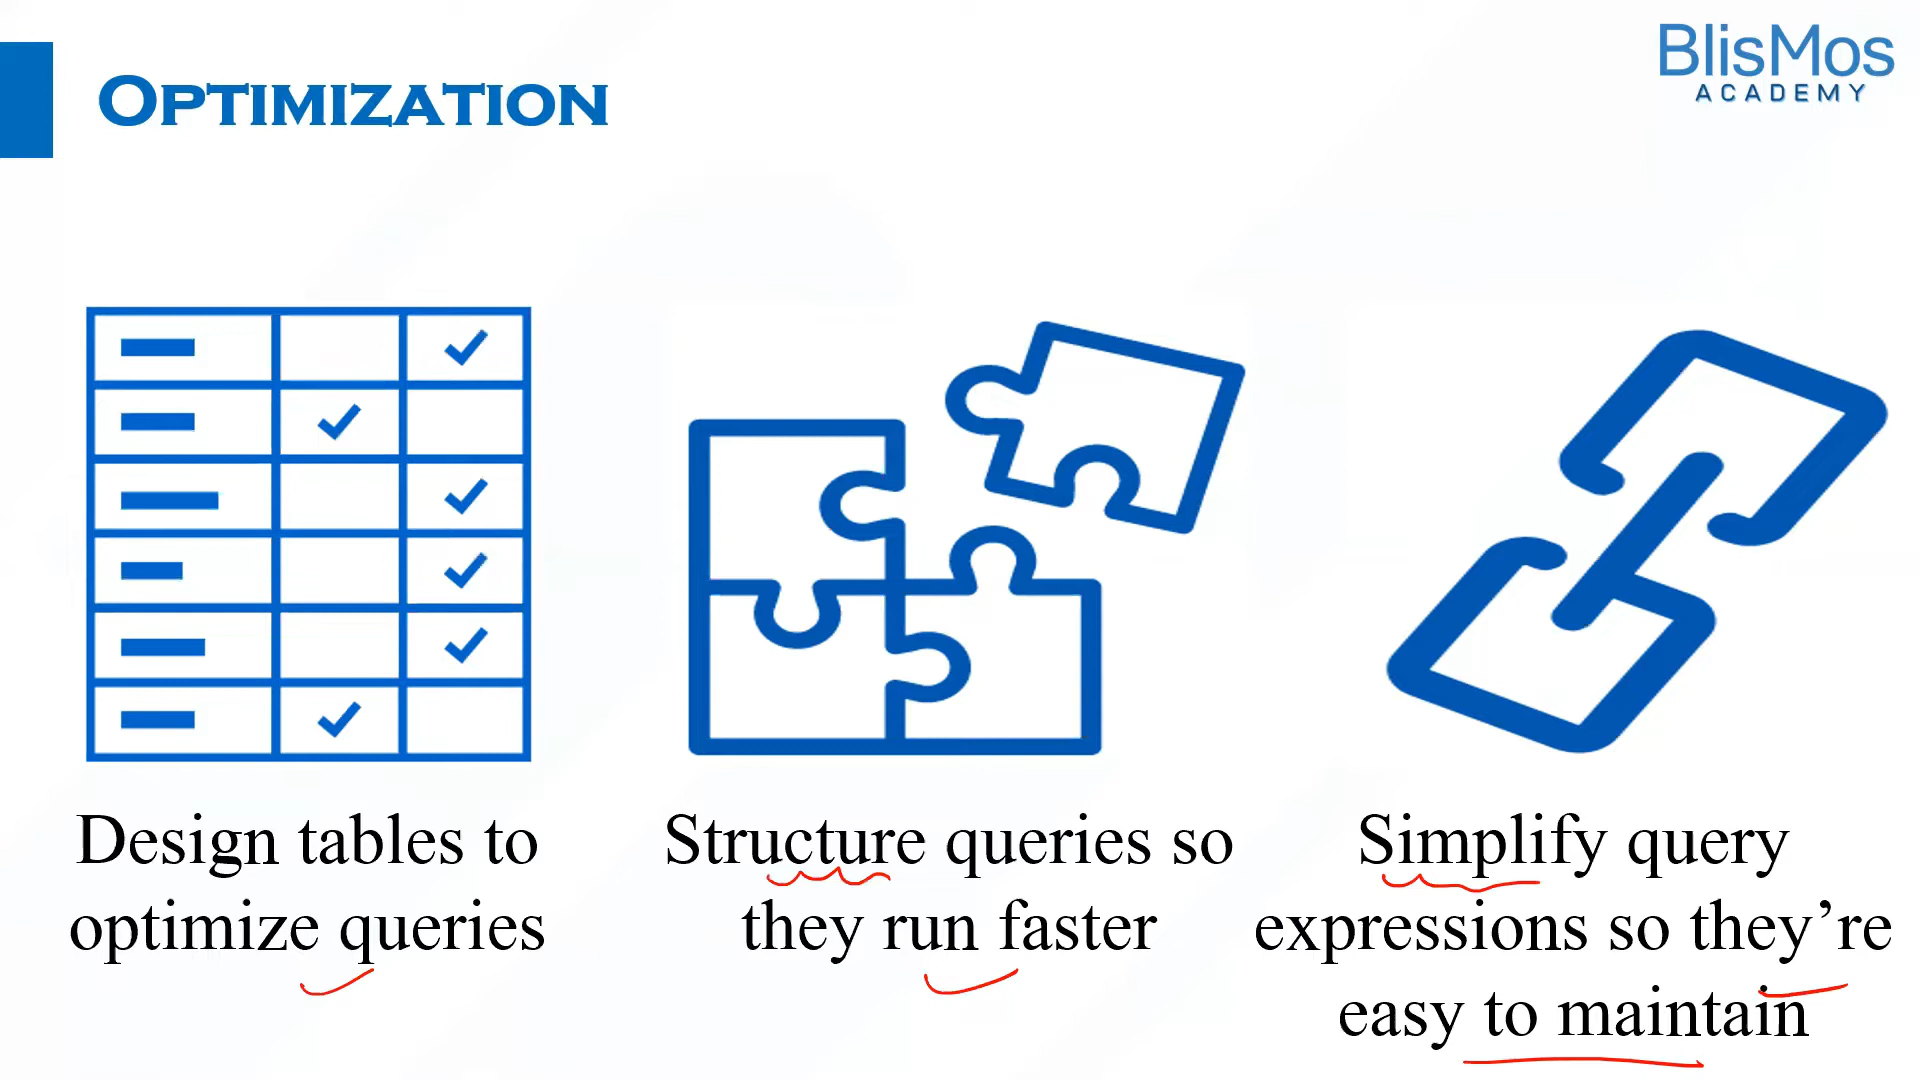 OPTIMIZATION
BlisMos
ACADEMY
Design tables to
optimize queries
Structure queries so
they run faster
Simplify query
expressions so they’re
easy to maintain